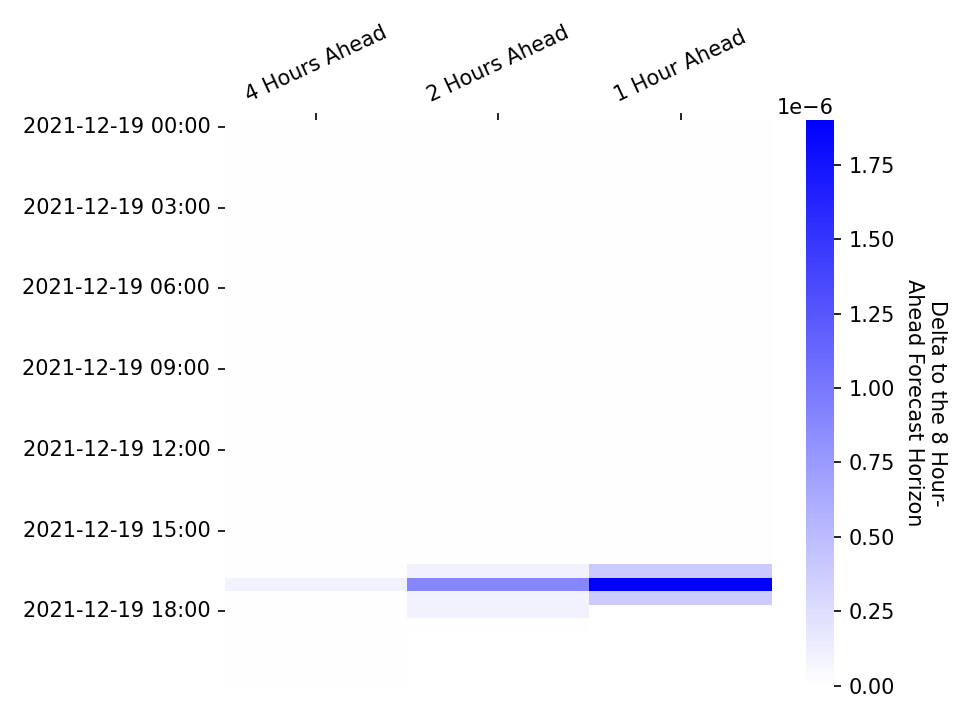 4 Hours Ahead
2 Hours Ahead
1 Hour Ahead
2021-12-19 00:00
2021-12-19 03:00
2021-12-19 06:00
2021-12-19 09:00
2021-12-19 12:00
2021-12-19 15:00
2021-12-19 18:00
1e−6
1.75
1.50
1.25
1.00
0.75
0.50
0.25
0.00
Delta to the 8 Hour-
Ahead Forecast Horizon